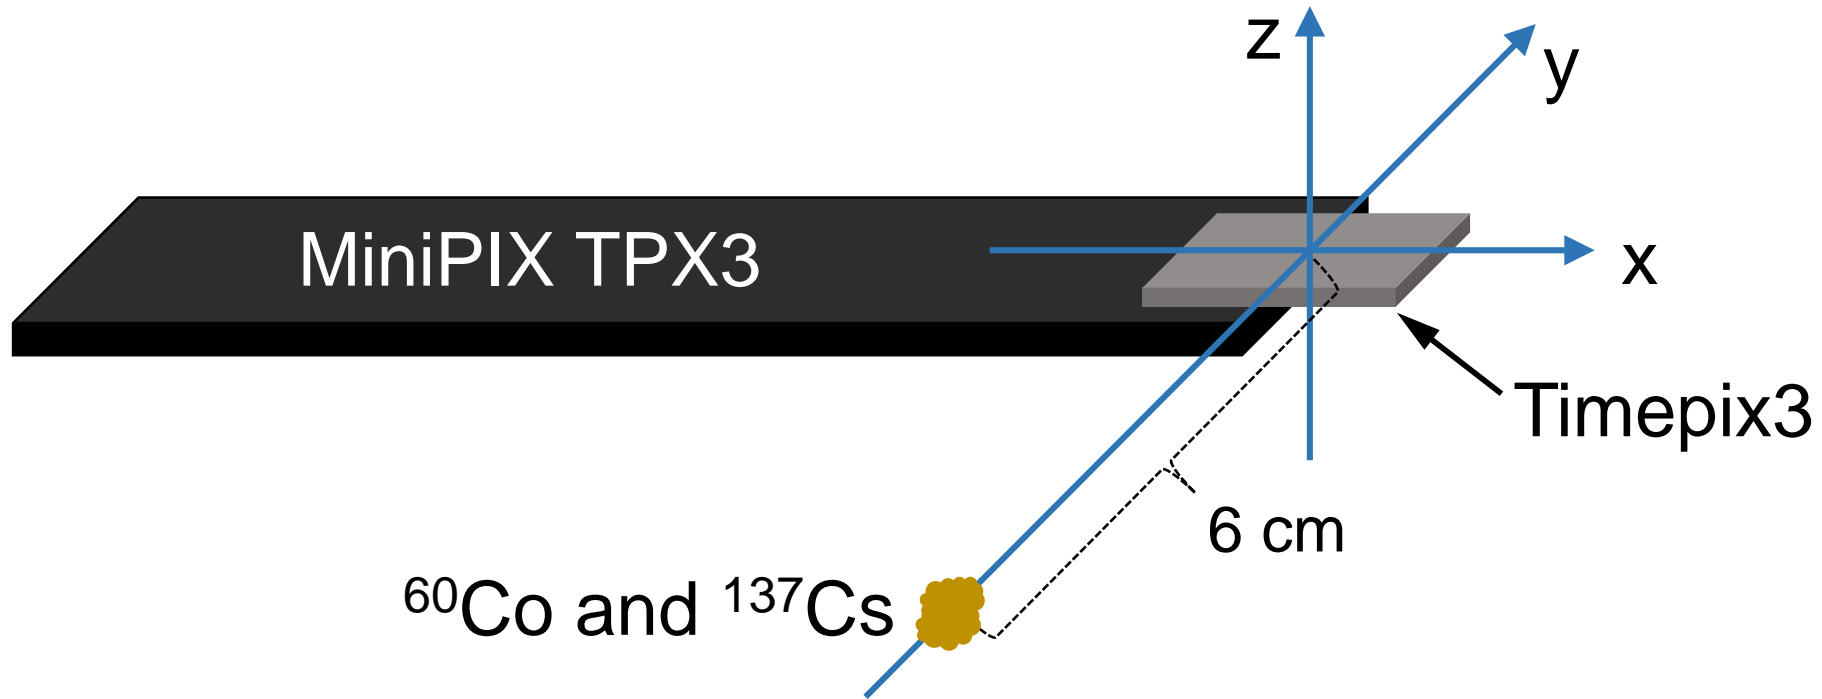 z
y
MiniPIX TPX3
x
Timepix3
6 cm
⁶⁰Co and ¹³⁷Cs